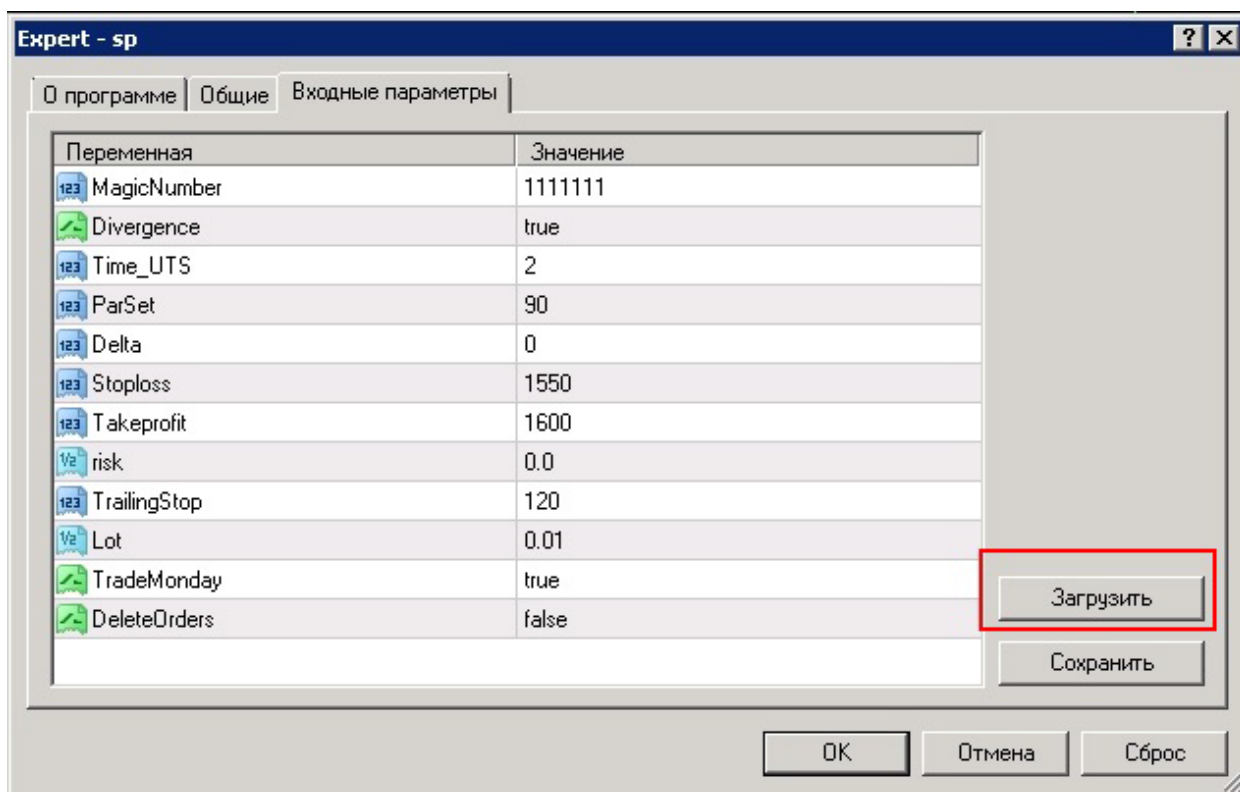 Expert - sp
О программе Общие Входные параметры
Переменная Значение
MagicNumber 1111111
Divergence true
Time_UTS 2
ParSet 90
Delta 0
Stoploss 1550
Takeprofit 1600
risk 0.0
TrailingStop 120
Lot 0.01
TradeMonday true
DeleteOrders false
Загрузить
Сохранить
OK Отмена Сброс